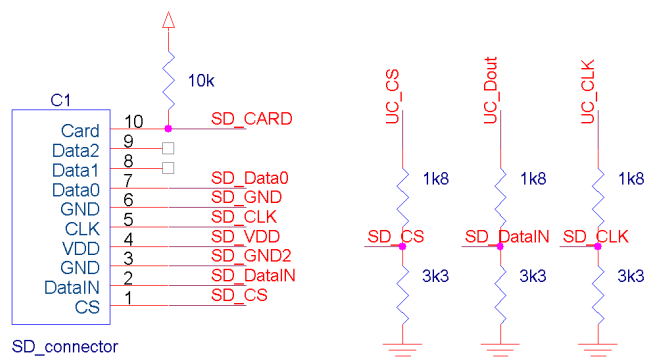 10k
C1
Card 10 SD_CARD
Data2 9
Data1 8
Data0 7 SD_Data0
GND 6 SD_GND
CLK 5 SD_CLK
VDD 4 SD_VDD
GND 3 SD_GND2
DataIN 2 SD_DataIN
CS 1 SD_CS
SD_connector
UC_CS UC_Dout UC_CLK
1k8 1k8 1k8
SD_CS SD_DataIN SD_CLK
3k3 3k3 3k3